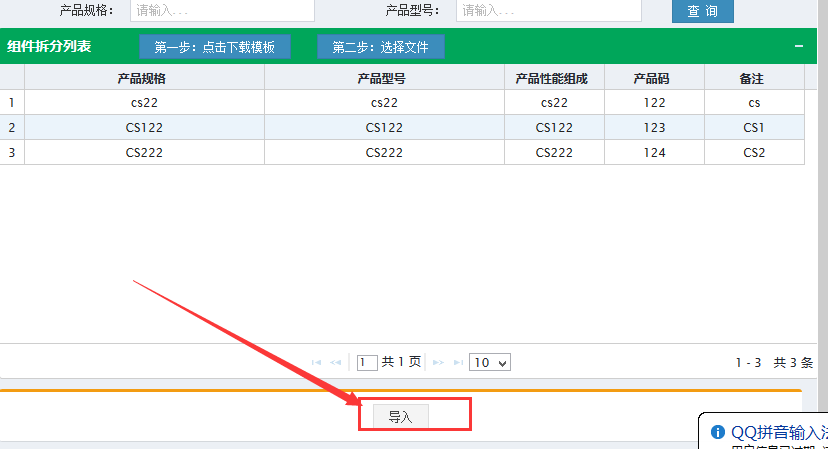 产品规格： 请输入... 产品型号： 请输入... 查 询
组件拆分列表 第一步：点击下载模板 第二步：选择文件
产品规格 产品型号 产品性能组成 产品码 备注
1 cs22 cs22 cs22 122 cs
2 CS122 CS122 CS122 123 CS1
3 CS222 CS222 CS222 124 CS2
1 共 1 页 10 1 - 3 共 3 条
导入
QQ拼音输入法